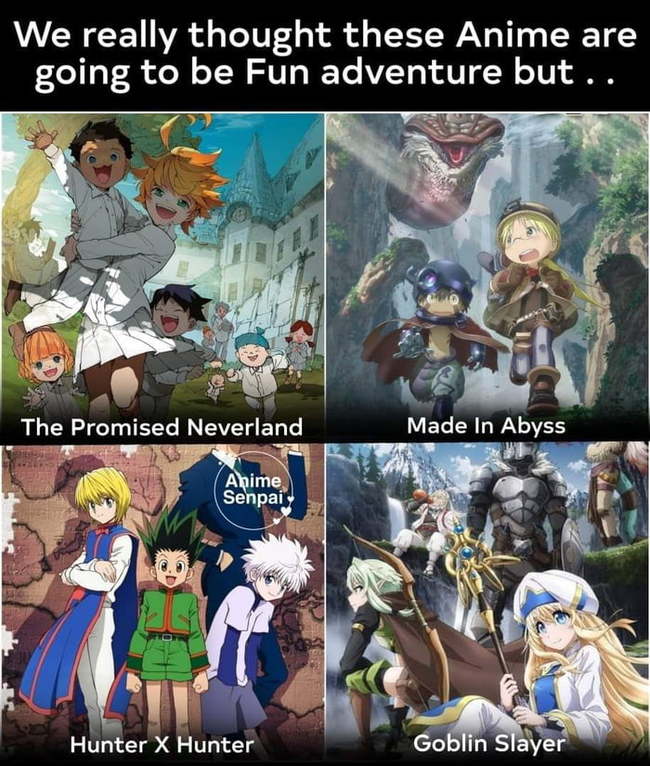 We really thought these Anime are
going to be Fun adventure but . .
The Promised Neverland
Made In Abyss
Anime
Senpai
Hunter X Hunter
Goblin Slayer